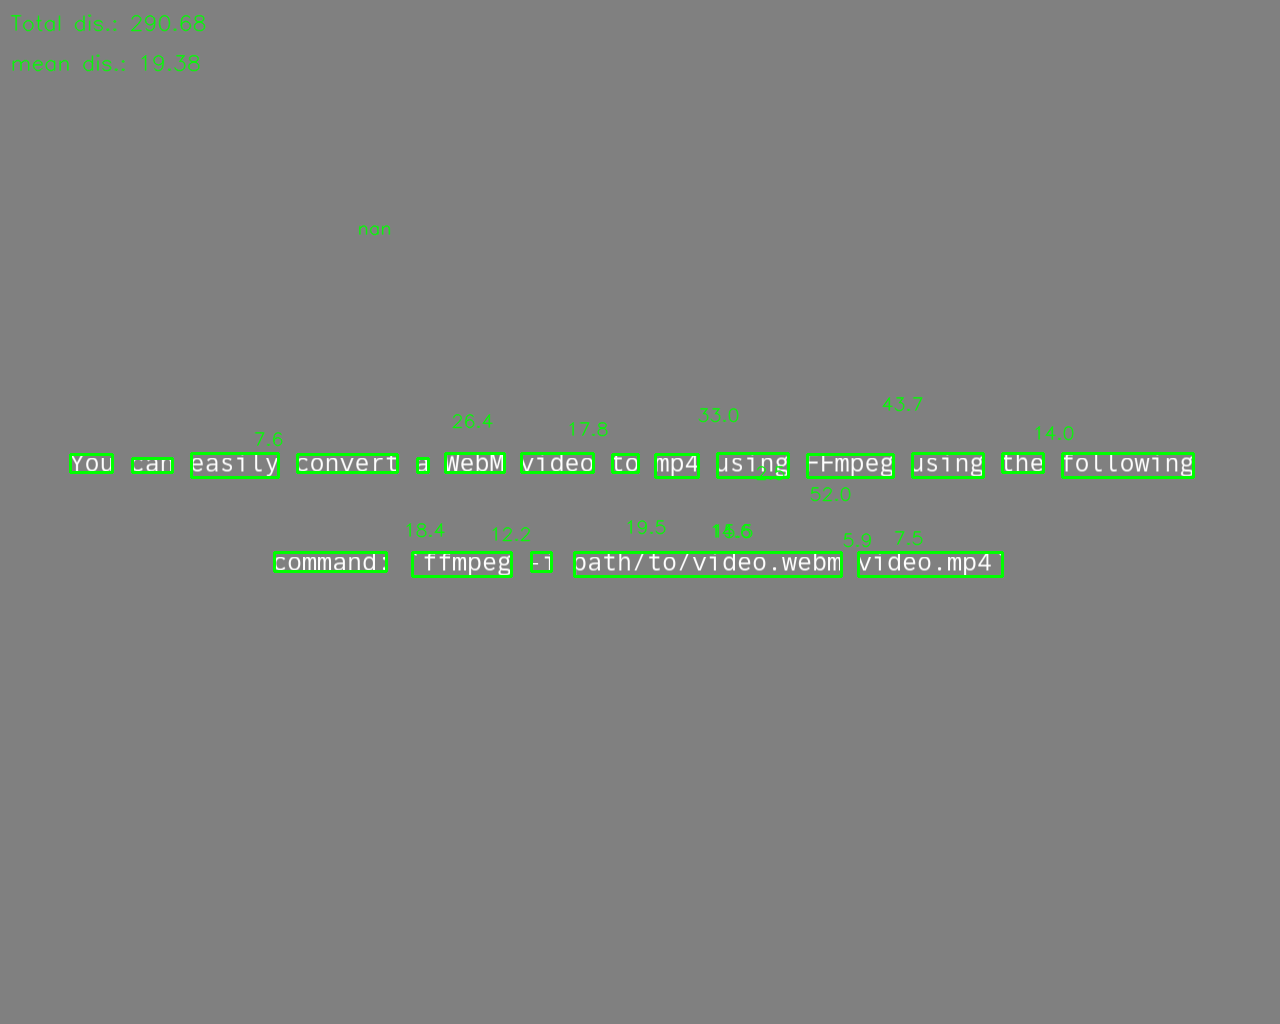 Total dis.: 290.68
mean dis.: 19.38
nan
43.7
33.0
26.4
17.8
14.0
7.6
You can easily convert a WebM video to mp4 using FFmpeg using the following
52.0
19.5
18.4
12.2
5.9
7.5
command: `ffmpeg -i path/to/video.webm video.mp4`